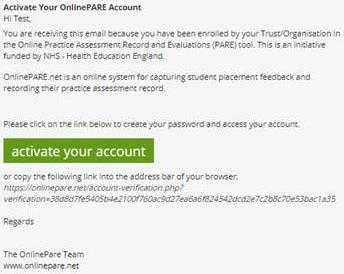 Activate Your OnlinePARE Account
Hi Test,
You are receiving this email because you have been enrolled by your Trust/Organisation in
the Online Practice Assessment Record and Evaluations (PARE) tool. This is an initiative
funded by NHS - Health Education England.
OnlinePARE.net is an online system for capturing student placement feedback and
recording their practice assessment record.
Please click on the link below to create your password and access your account.
activate your account
or copy the following link into the address bar of your browser:
https://onlinepare.net/account-verification.php?
verification=38d8d7fe5405b4e2100f760ac9d27ea6a6f824542dcd2e7c2b8c70e53bac1a35
Regards
The OnlinePare Team
www.onlinepare.net